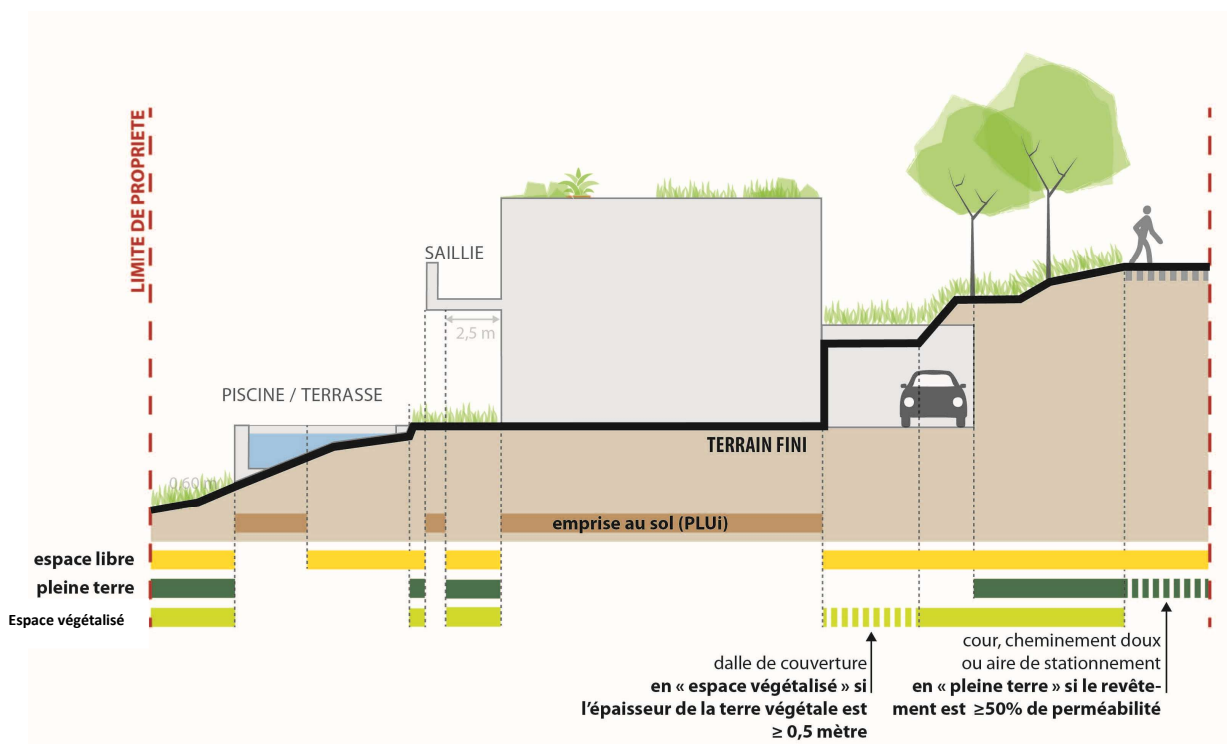 LIMITE DE PROPRIETE
SAILLIE
2,5 m
PISCINE / TERRASSE
0,60
TERRAIN FINI
emprise au sol (PLUi)
espace libre
pleine terre
Espace végétalisé
dalle de couverture
en « espace végétalisé » si
l'épaisseur de la terre végétale est
≥ 0,5 mètre
cour, cheminement doux
ou aire de stationnement
en « pleine terre » si le revête-
ment est ≥50% de perméabilité